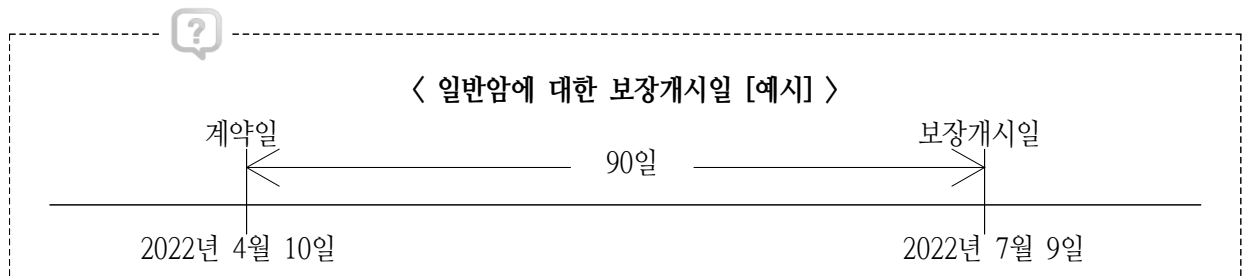 ?
〈 일반암에 대한 보장개시일 [예시] 〉
계약일 보장개시일
90일
2022년 4월 10일 2022년 7월 9일